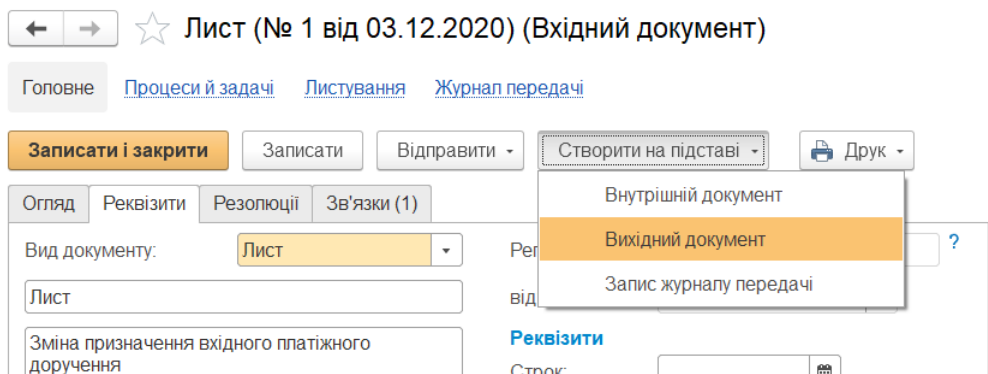 Лист (№ 1 від 03.12.2020) (Вхідний документ)
Головне Процеси й задачі Листування Журнал передачі
Записати і закрити Записати Відправити Створити на підставі Друк
Внутрішній документ
Огляд Реквізити Резолюції Зв'язки (1)
Вихідний документ ?
Вид документу: Лист
Запис журналу передачі
Лист від
Зміна призначення вхідного платіжного
доручення
Реквізити
Строк: